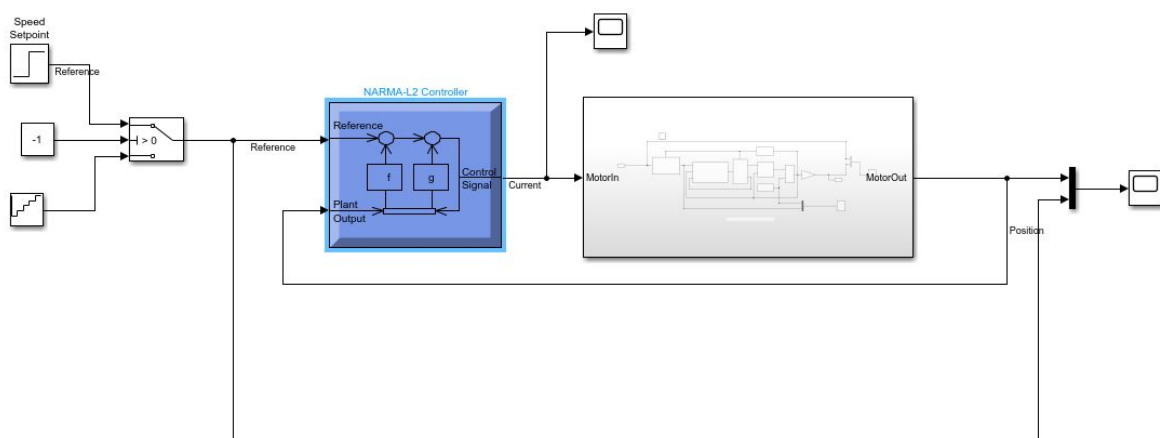 Speed
Setpoint
Reference
NARMA-L2 Controller
-1
> 0
Reference
Reference
f
g
Control
Signal
Current
Plant
Output
MotorIn
MotorOut
Position